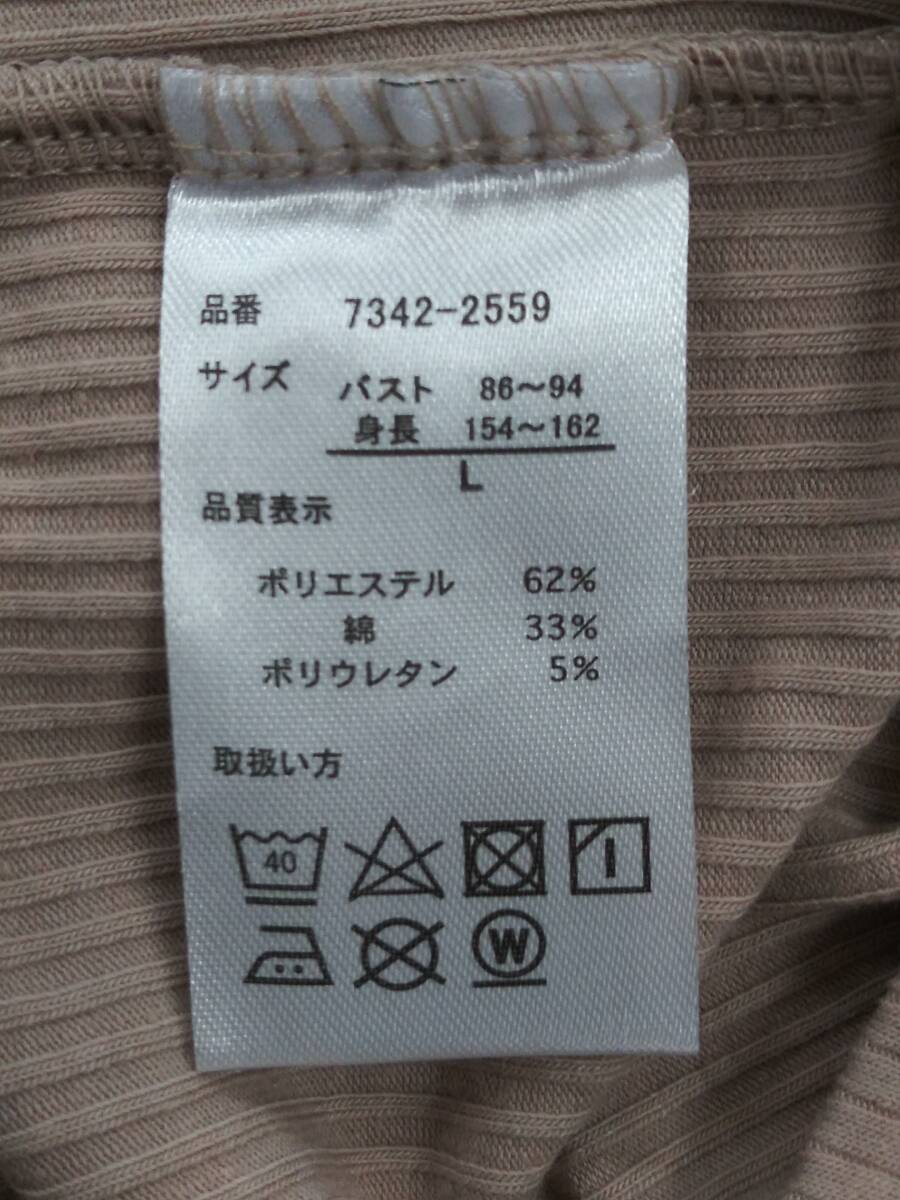 品番 7342-2559
サイズ バスト 86～94
身長 154～162
L
品質表示
ポリエステル 62%
綿 33%
ポリウレタン 5%
取扱い方
40
W